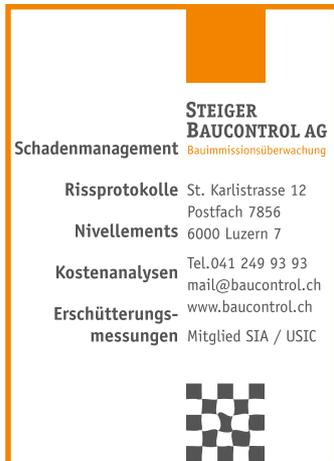 STEIGER
BAUCONTROL AG
Bauimmissionsüberwachung
Schadenmanagement
Rissprotokolle
Nivellements
Kostenanalysen
Erschütterungs-
messungen
St. Karlistrasse 12
Postfach 7856
6000 Luzern 7
Tel.041 249 93 93
mail@baucontrol.ch
www.baucontrol.ch
Mitglied SIA / USIC